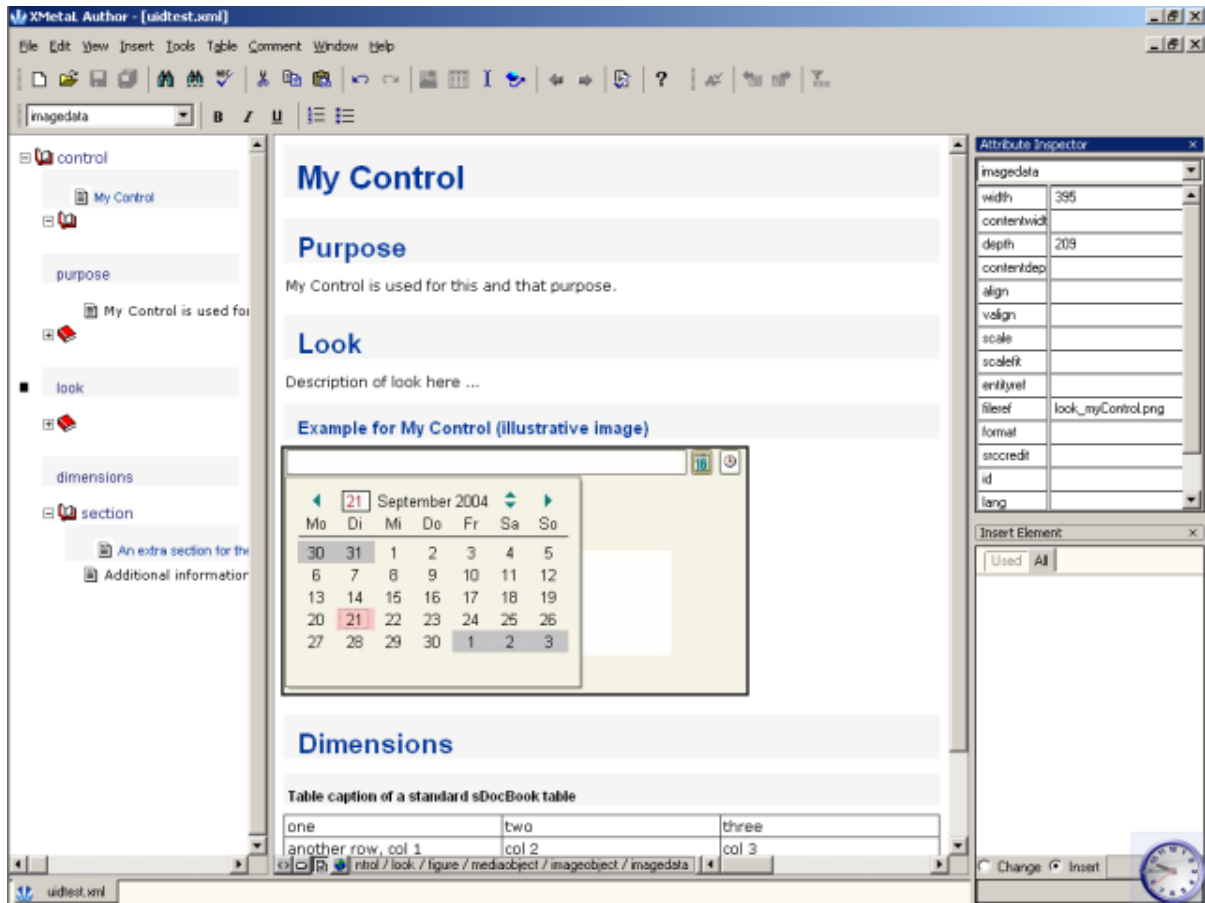 XMetaL Author - [uidtest.xml]
File Edit View Insert Tools Table Comment Window Help
imagedata B I U
control
My Control
purpose
My Control is used for
look
dimensions
section
An extra section for the
Additional information
My Control
Purpose
My Control is used for this and that purpose.
Look
Description of look here ...
Example for My Control (illustrative image)
16
21 September 2004
Mo Di Mi Do Fr Sa So
30 31 1 2 3 4 5
6 7 8 9 10 11 12
13 14 15 16 17 18 19
20 21 22 23 24 25 26
27 28 29 30 1 2 3
Dimensions
Table caption of a standard sDocBook table
one two three
another row, col 1 col 2 col 3
ntrol / look / figure / mediaobject / imageobject / imagedata
Attribute Inspector
imagedata
width 395
contentwidt
depth 209
contentdep
align
valign
scale
scalefit
entityref
fileref look_myControl.png
format
srccredit
id
lang
Insert Element
Used All
Change Insert
uidtest.xml